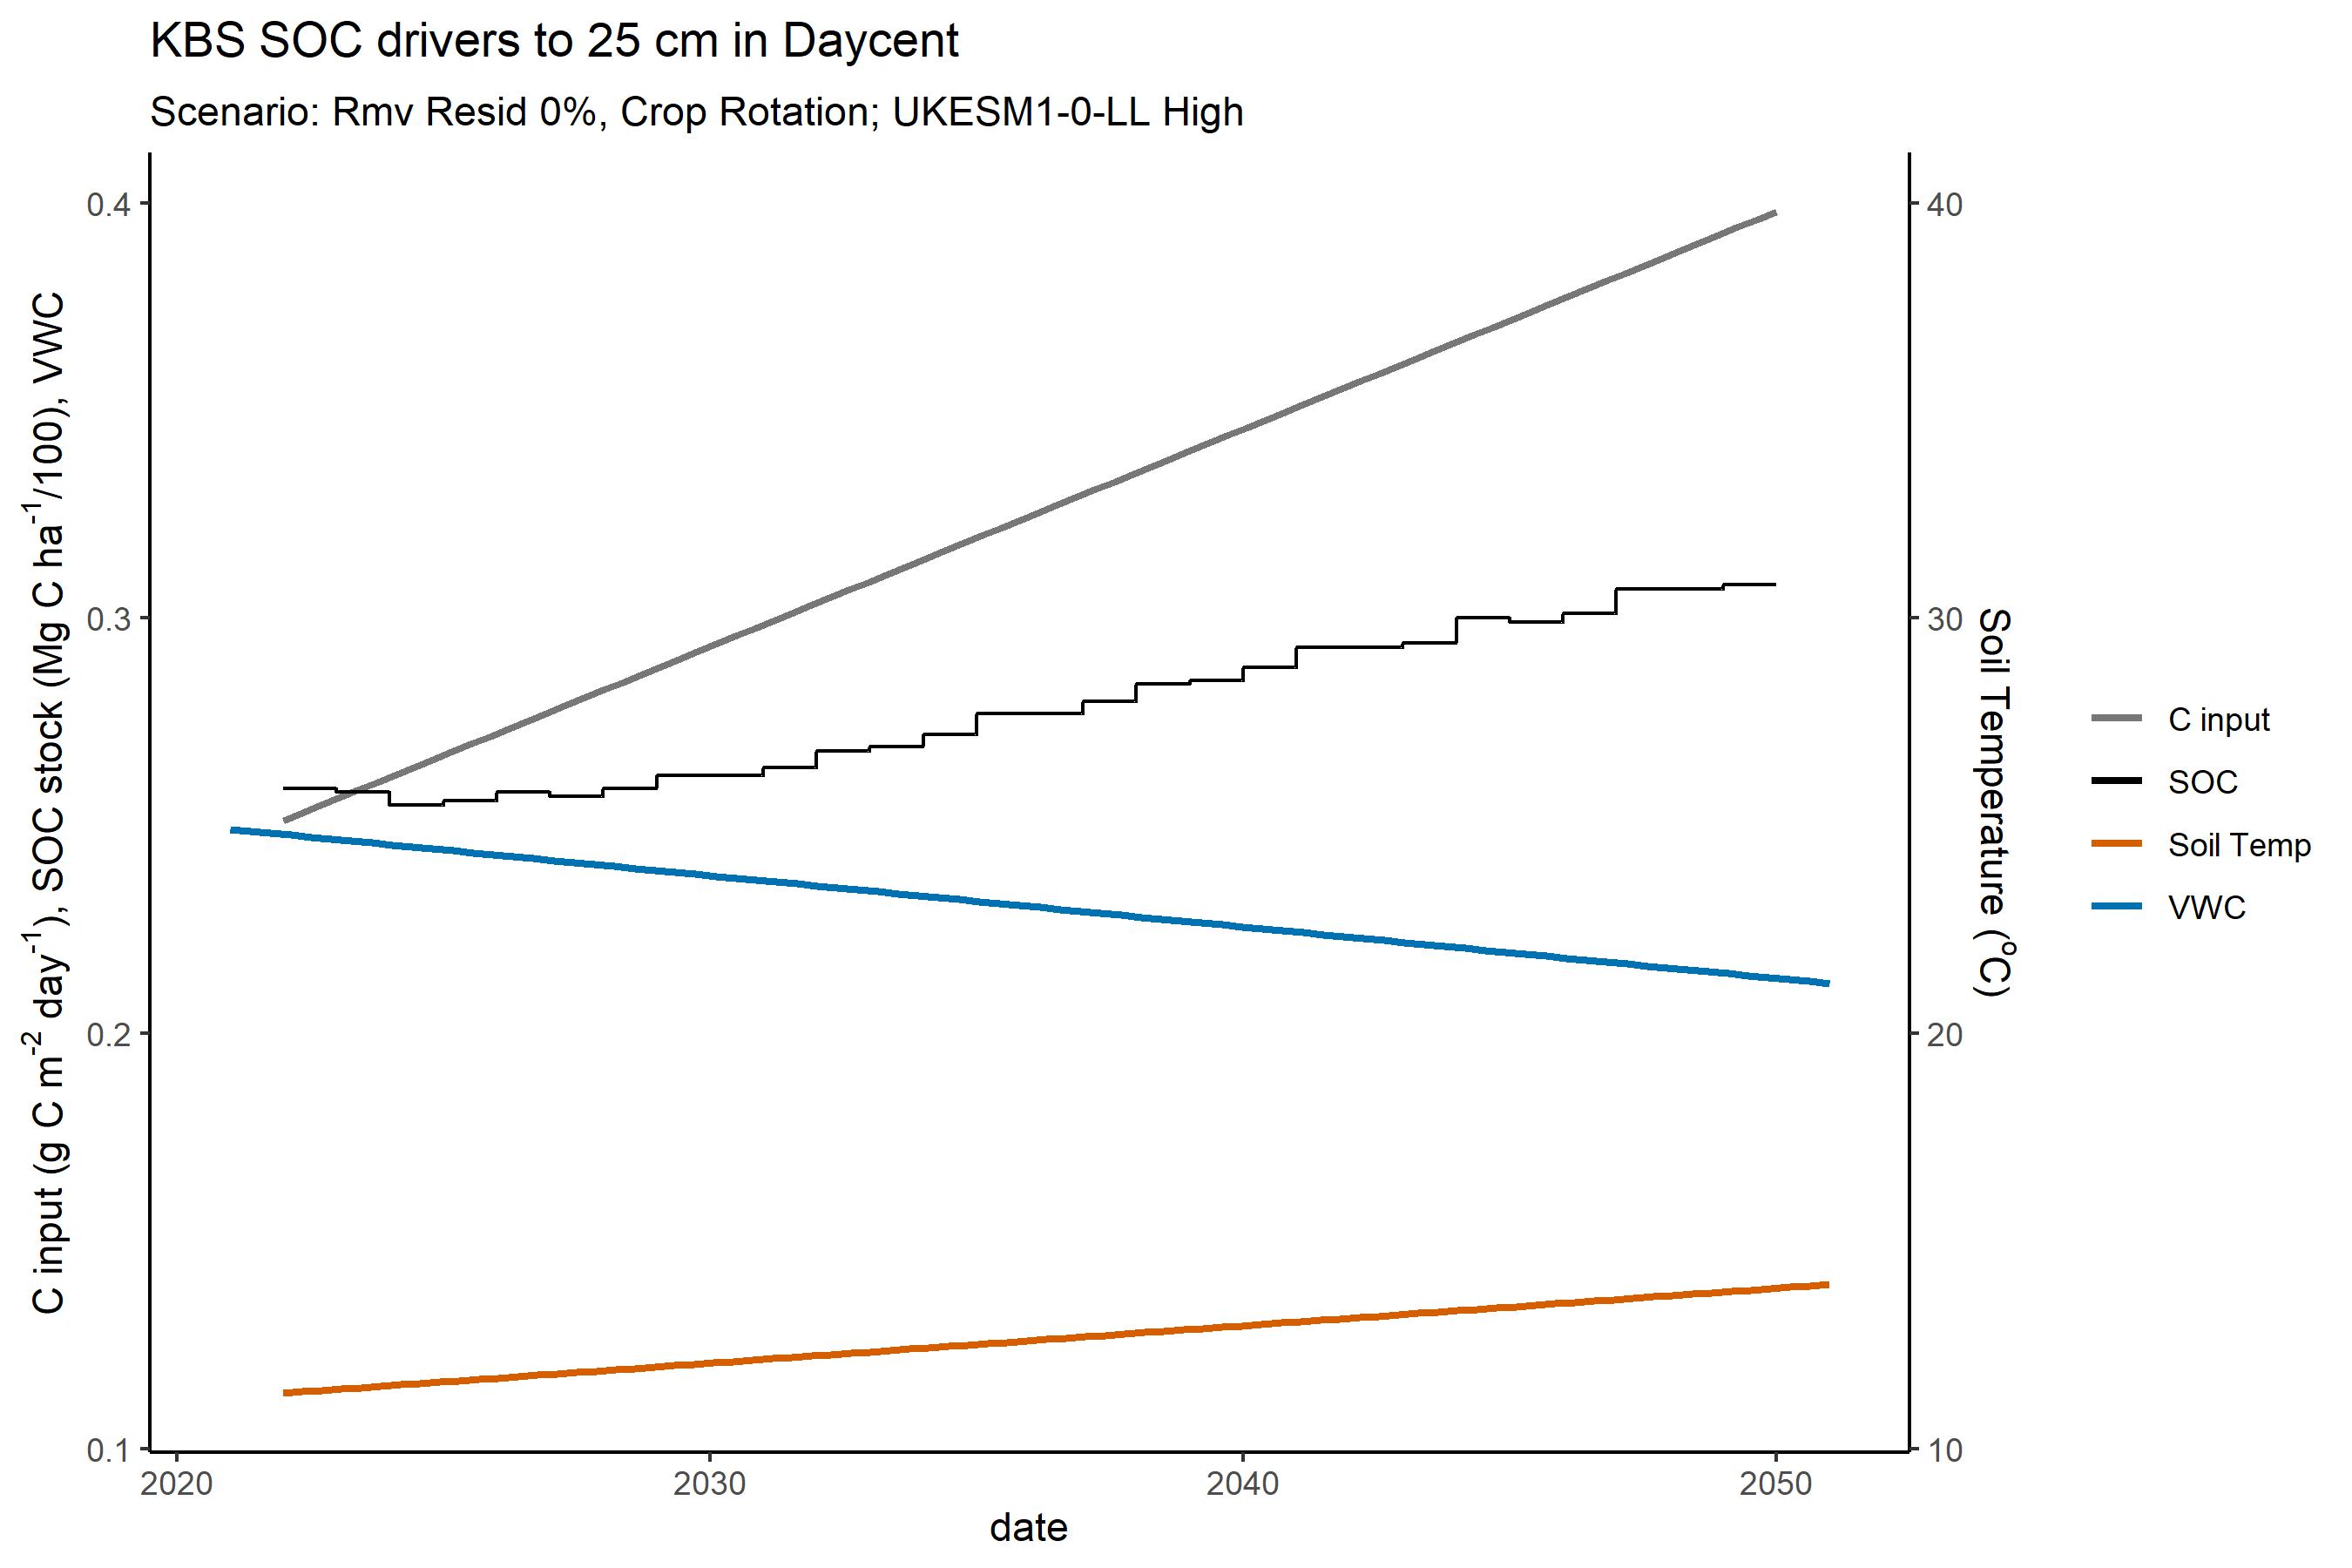 KBS SOC drivers to 25 cm in Daycent
Scenario: Rmv Resid 0%, Crop Rotation; UKESM1-0-LL High
C input (g C m⁻² day⁻¹), SOC stock (Mg C ha⁻¹/100), VWC
0.4
0.3
0.2
0.1
40
30
20
10
Soil Temperature (ºC)
C input
SOC
Soil Temp
VWC
2020
2030
2040
2050
date